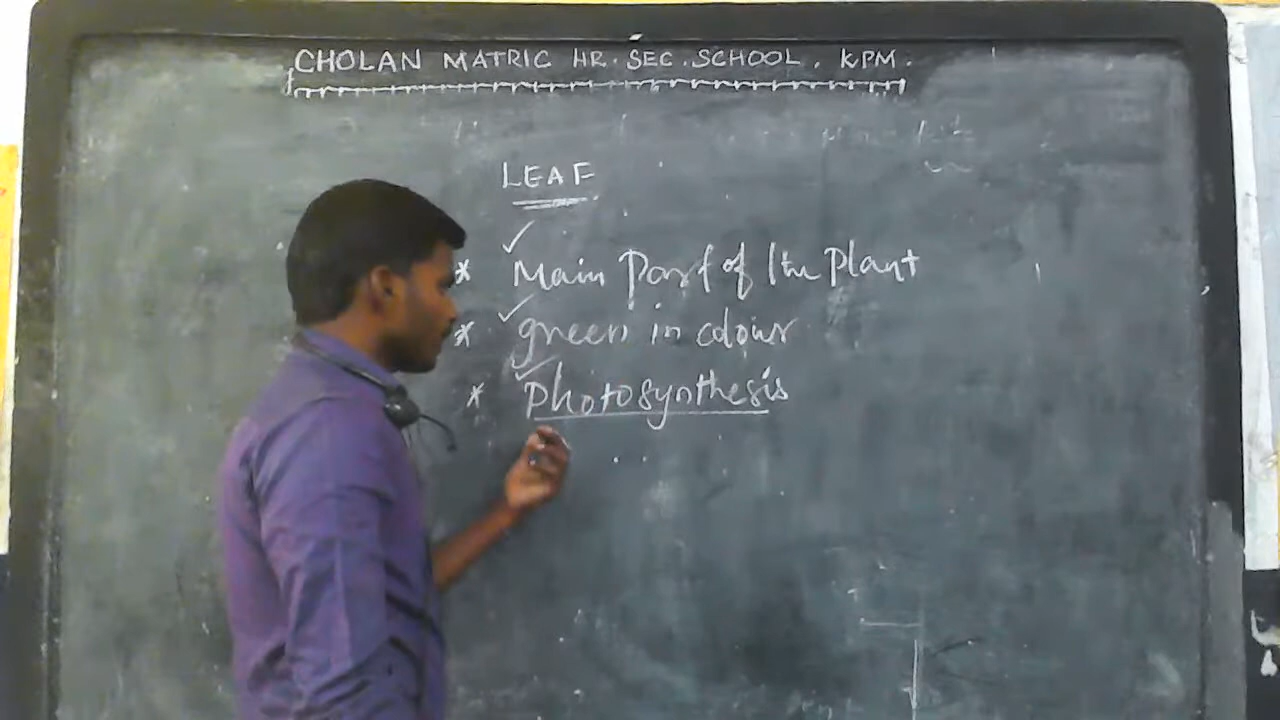 CHOLAN MATRIC HR. SEC. SCHOOL. KPM.
LEAF
* Main Part of the Plant
* green in colour
* Photosynthesis